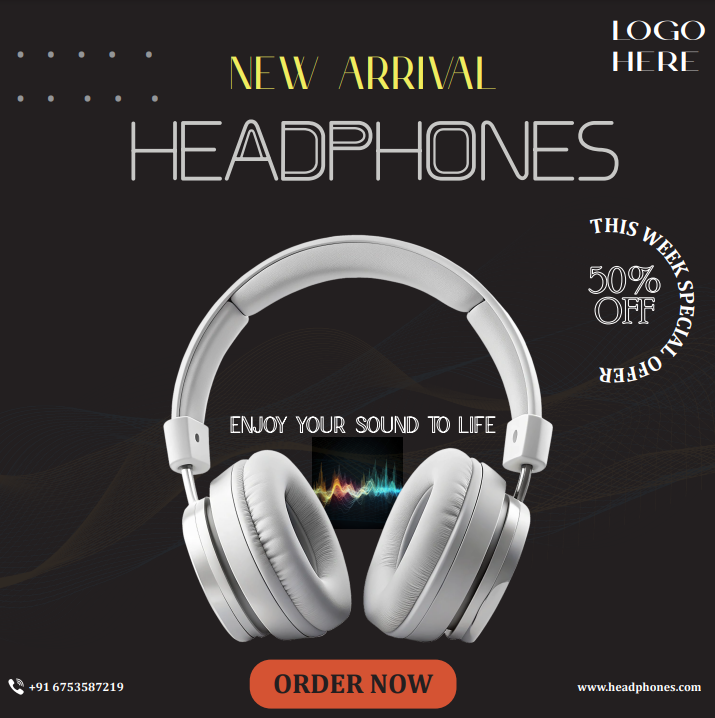 LOGO
HERE
NEW ARRIVAL
HEADPHONES
THIS WEEK SPECIAL OFFER
50%
OFF
ENJOY YOUR SOUND TO LIFE
ORDER NOW
+91 6753587219
www.headphones.com